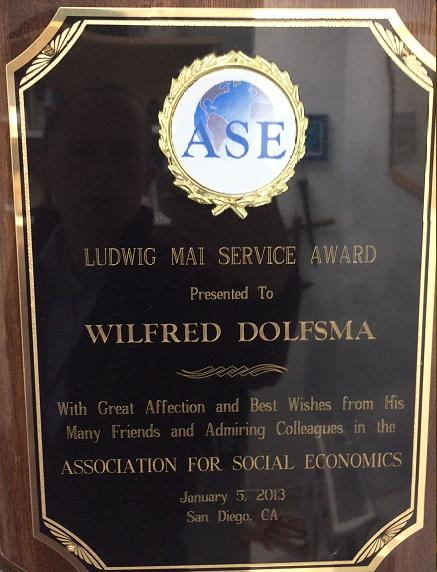 ASE
LUDWIG MAI SERVICE AWARD
Presented To
WILFRED DOLFSMA
With Great Affection and Best Wishes from His
Many Friends and Admiring Colleagues in the
ASSOCIATION FOR SOCIAL ECONOMICS
January 5, 2013
San Diego, CA